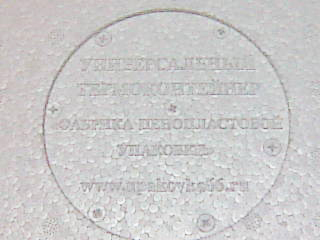 УНИВЕРСАЛЬНЫЙ
ТЕРМОКОНТЕЙНЕР
ФАБРИКА ПЕНОПЛАСТОВОЙ
УПАКОВКИ
www.upakovka66.ru